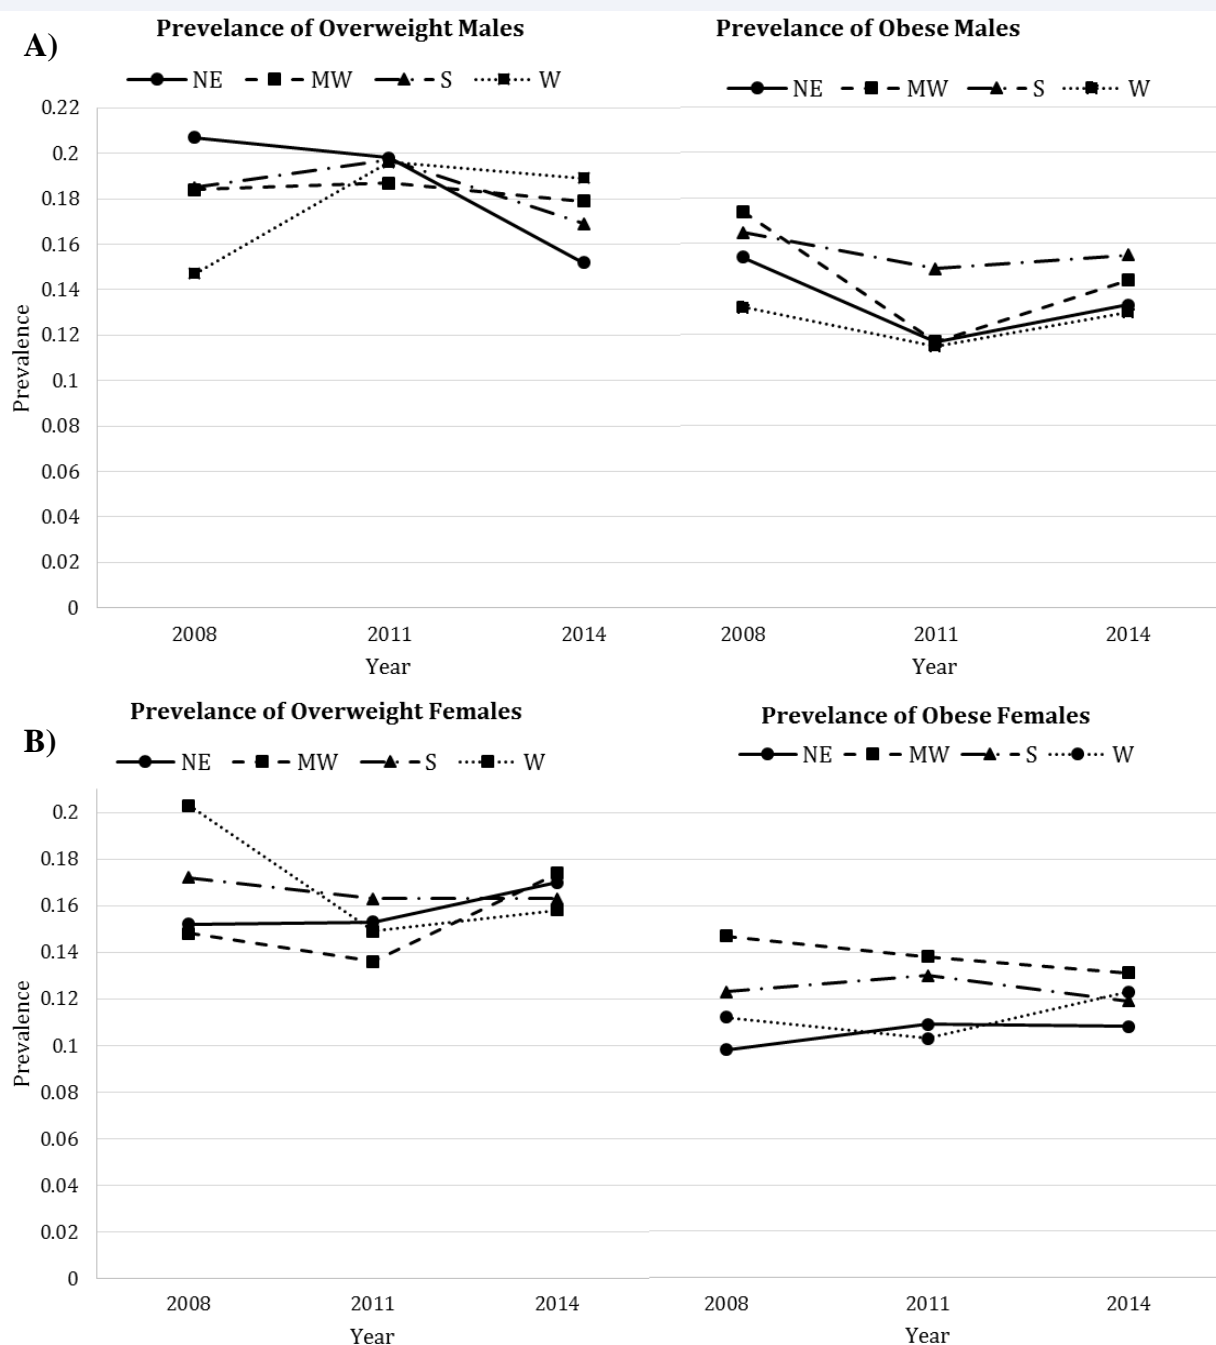 A)
Prevelance of Overweight Males
NE MW S W
Prevelance of Obese Males
NE MW S W
0.22
0.2
0.18
0.16
0.14
0.12
0.1
0.08
0.06
0.04
0.02
0
Prevalence
2008 2011 2014
Year
2008 2011 2014
Year
B)
Prevelance of Overweight Females
NE MW S W
Prevelance of Obese Females
NE MW S W
0.2
0.18
0.16
0.14
0.12
0.1
0.08
0.06
0.04
0.02
0
Prevalence
2008 2011 2014
Year
2008 2011 2014
Year